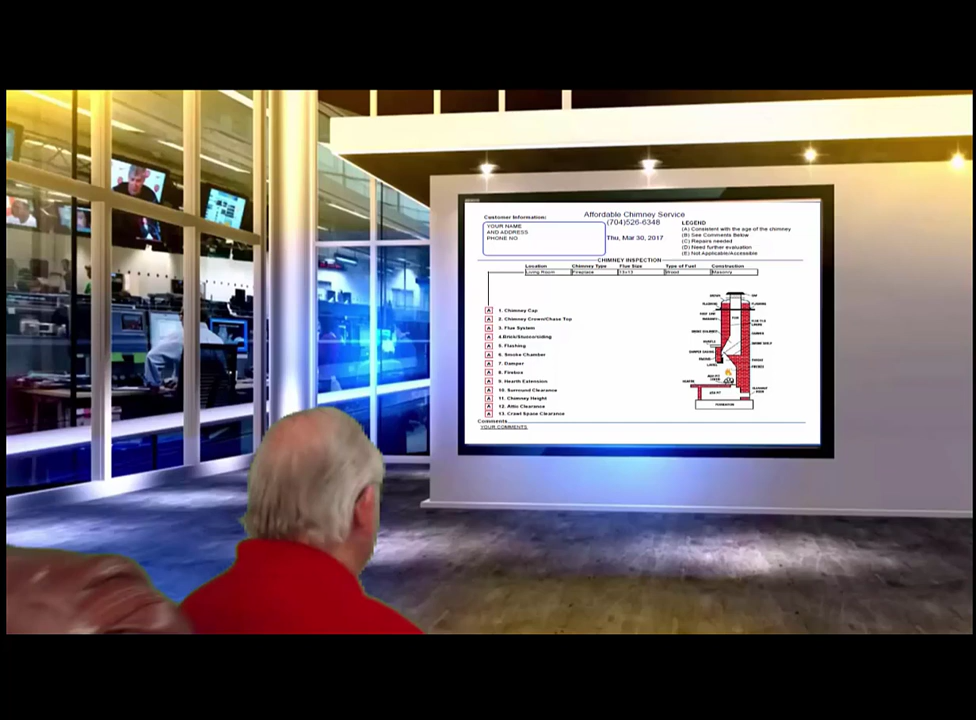 Affordable Chimney Service
(704)526-6348
Thu, Mar 30, 2017
Customer Information:
YOUR NAME
AND ADDRESS
PHONE NO
LEGEND
(A) Consistent with the age of the chimney
(B) See Comments Below
(C) Repairs needed
(D) Need further evaluation
(E) Not Applicable/Accessible
CHIMNEY INSPECTION
Location Chimney Type Flue Size Type of Fuel Construction
Living Room Fireplace 13x13 Wood Masonry
A 1. Chimney Cap
A 2. Chimney Crown/Chase Top
A 3. Flue System
A 4.Brick/Stucco/siding
A 5. Flashing
A 6. Smoke Chamber
A 7. Damper
A 8. Firebox
A 9. Hearth Extension
A 10. Surround Clearance
A 11. Chimney Height
A 12. Attic Clearance
A 13. Crawl Space Clearance
Comments
YOUR COMMENTS
FOUNDATION